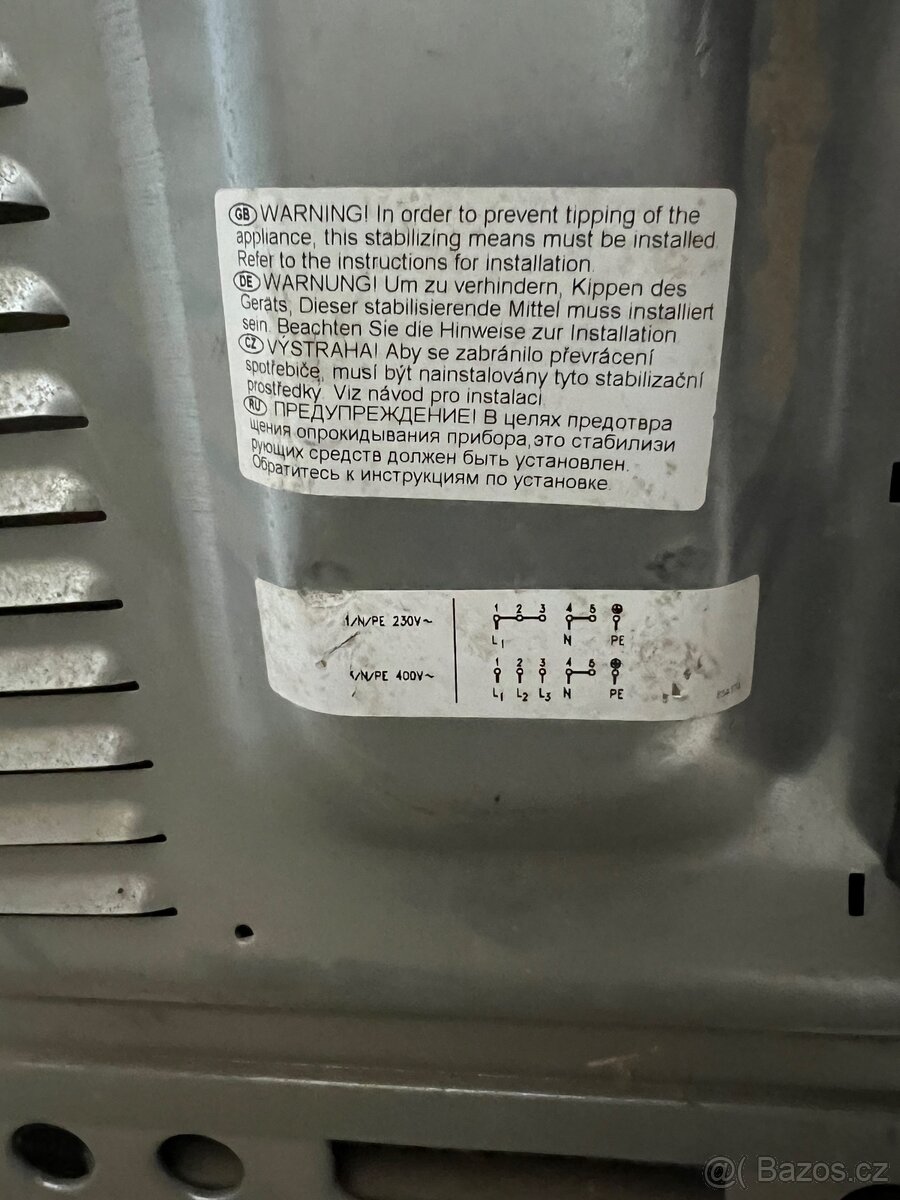 GB WARNING! In order to prevent tipping of the
appliance, this stabilizing means must be installed.
Refer to the instructions for installation.
DE WARNUNG! Um zu verhindern, Kippen des
Geräts, Dieser stabilisierende Mittel muss installiert
sein. Beachten Sie die Hinweise zur Installation
CZ VÝSTRAHA! Aby se zabránilo převrácení
spotřebiče, musí být nainstalovány tyto stabilizační
prostředky. Viz návod pro instalaci.
RU ПРЕДУПРЕЖДЕНИЕ! В целях предотвра
щения опрокидывания прибора,это стабилизи
рующих средств должен быть установлен.
Обратитесь к инструкциям по установке.
1 2 3 4 5
1/N/PE 230V~
L1 N PE
1 2 3 4 5
/N/PE 400V~
L1 L2 L3 N PE
@( Bazos.cz